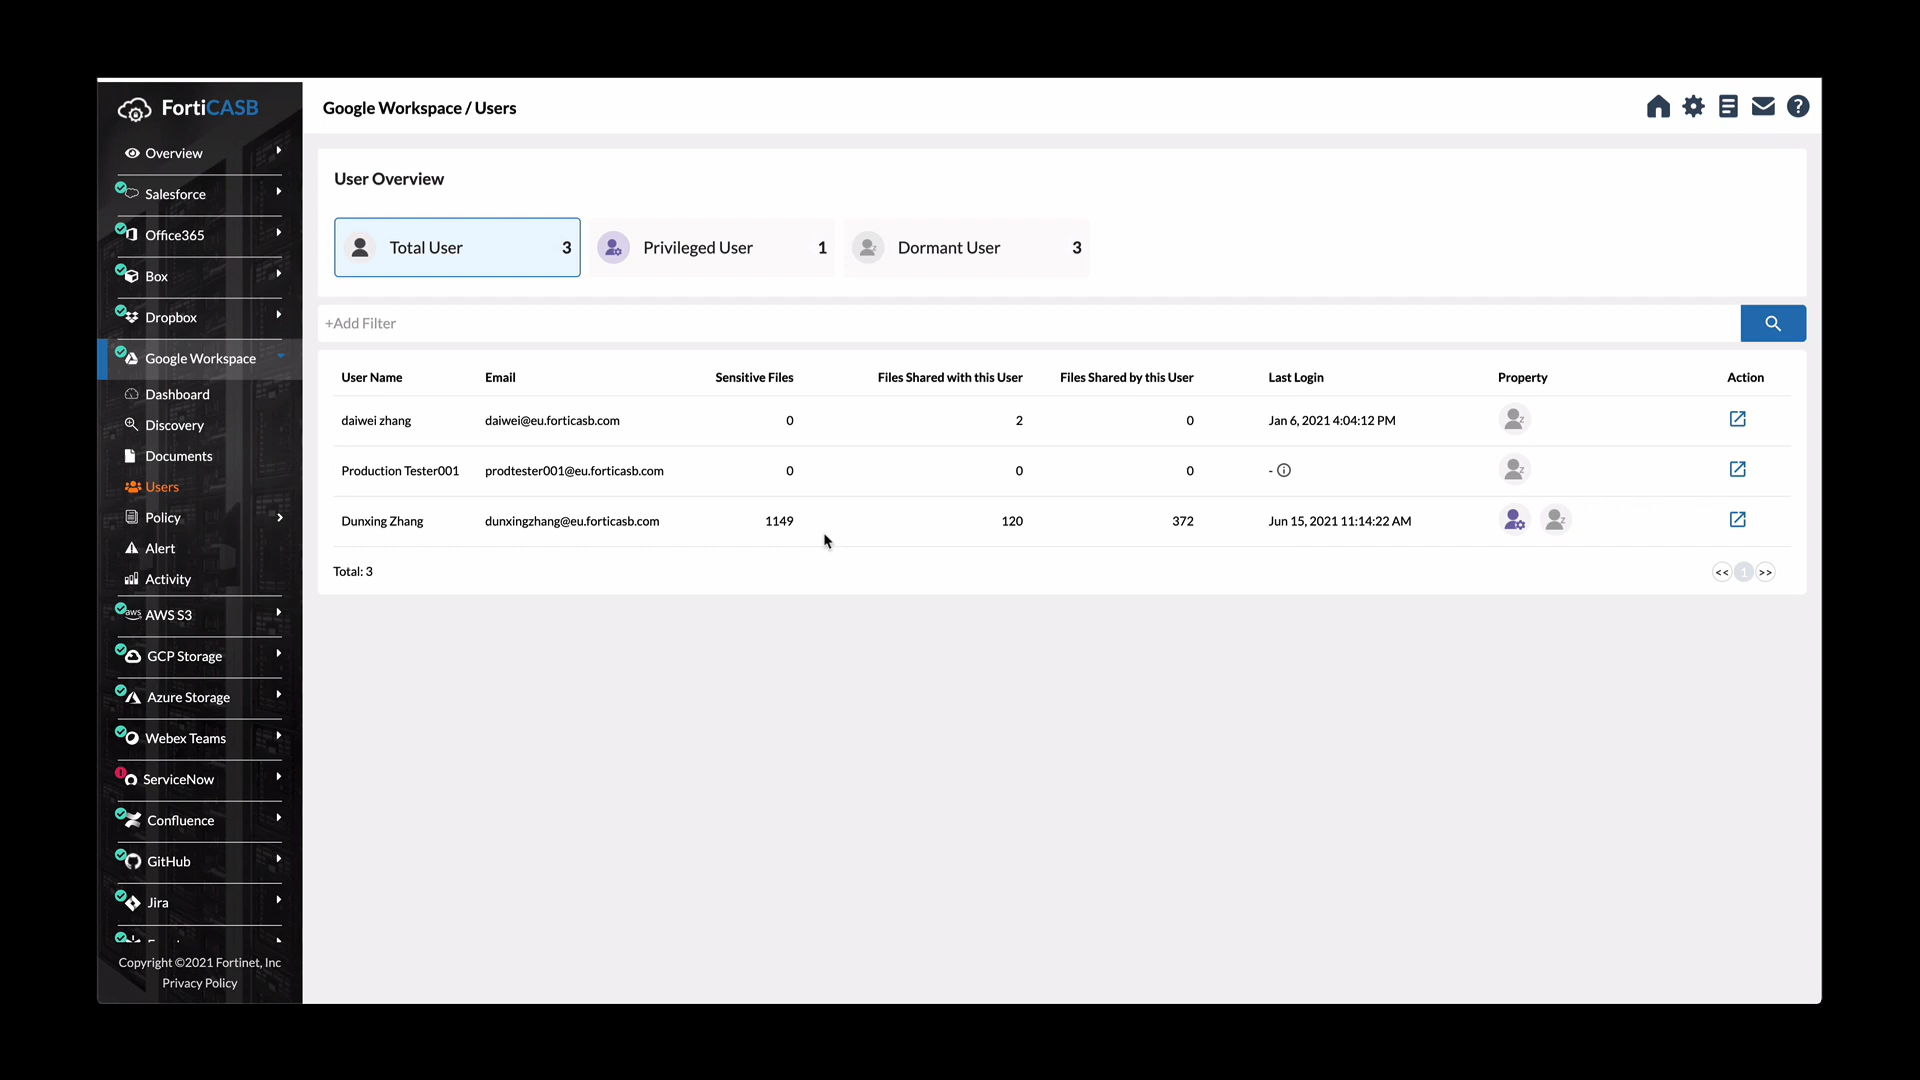 FortiCASB
Google Workspace / Users
Overview
Salesforce
Office365
Box
Dropbox
Google Workspace
Dashboard
Discovery
Documents
Users
Policy
Alert
Activity
aws AWS S3
GCP Storage
Azure Storage
Webex Teams
ServiceNow
Confluence
GitHub
Jira
Copyright ©2021 Fortinet, Inc
Privacy Policy
User Overview
Total User 3
Privileged User 1
Dormant User 3
+Add Filter
User Name Email Sensitive Files Files Shared with this User Files Shared by this User Last Login Property Action
daiwei zhang daiwei@eu.forticasb.com 0 2 0 Jan 6, 2021 4:04:12 PM
Production Tester001 prodtester001@eu.forticasb.com 0 0 0 -
Dunxing Zhang dunxingzhang@eu.forticasb.com 1149 120 372 Jun 15, 2021 11:14:22 AM
Total: 3
<< 1 >>